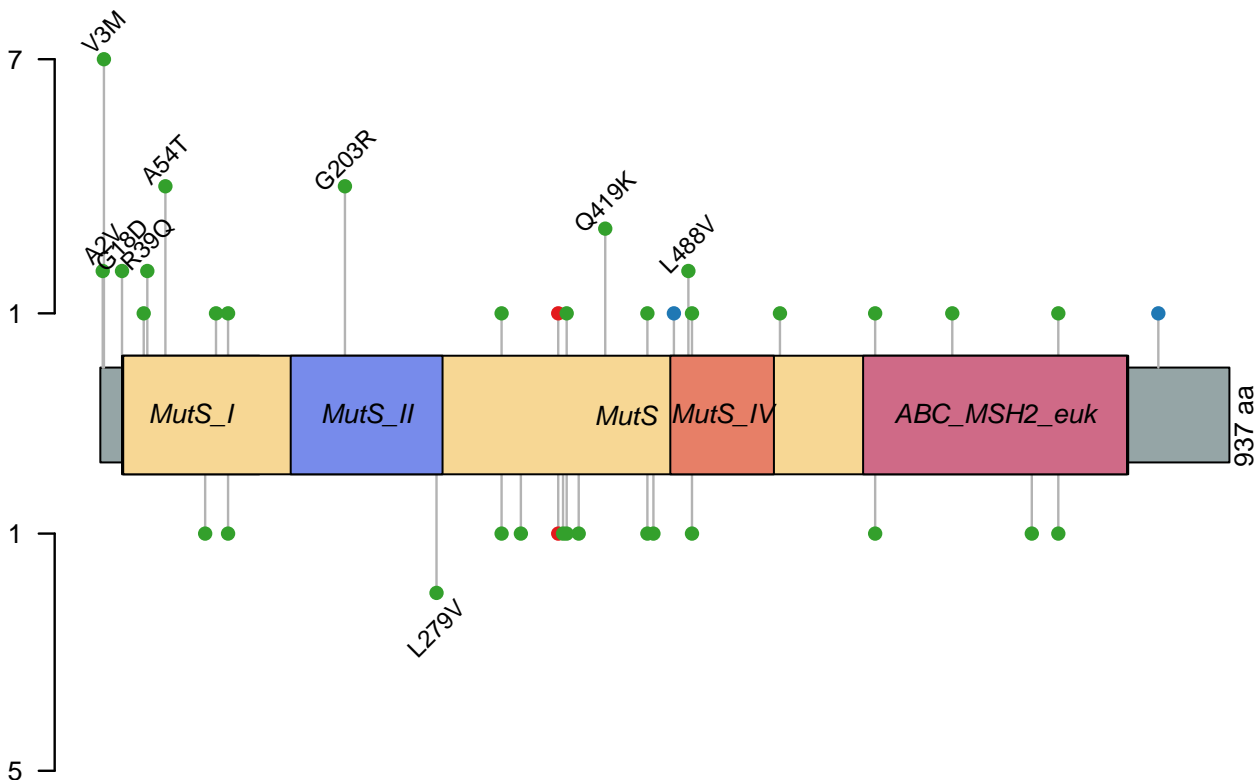 V3M
7
A54T
G203R
Q419K
A2V
G18D
R39Q
L488V
1
MutS_I
MutS_II
MutS
MutS_IV
ABC_MSH2_euk
937 aa
1
L279V
5